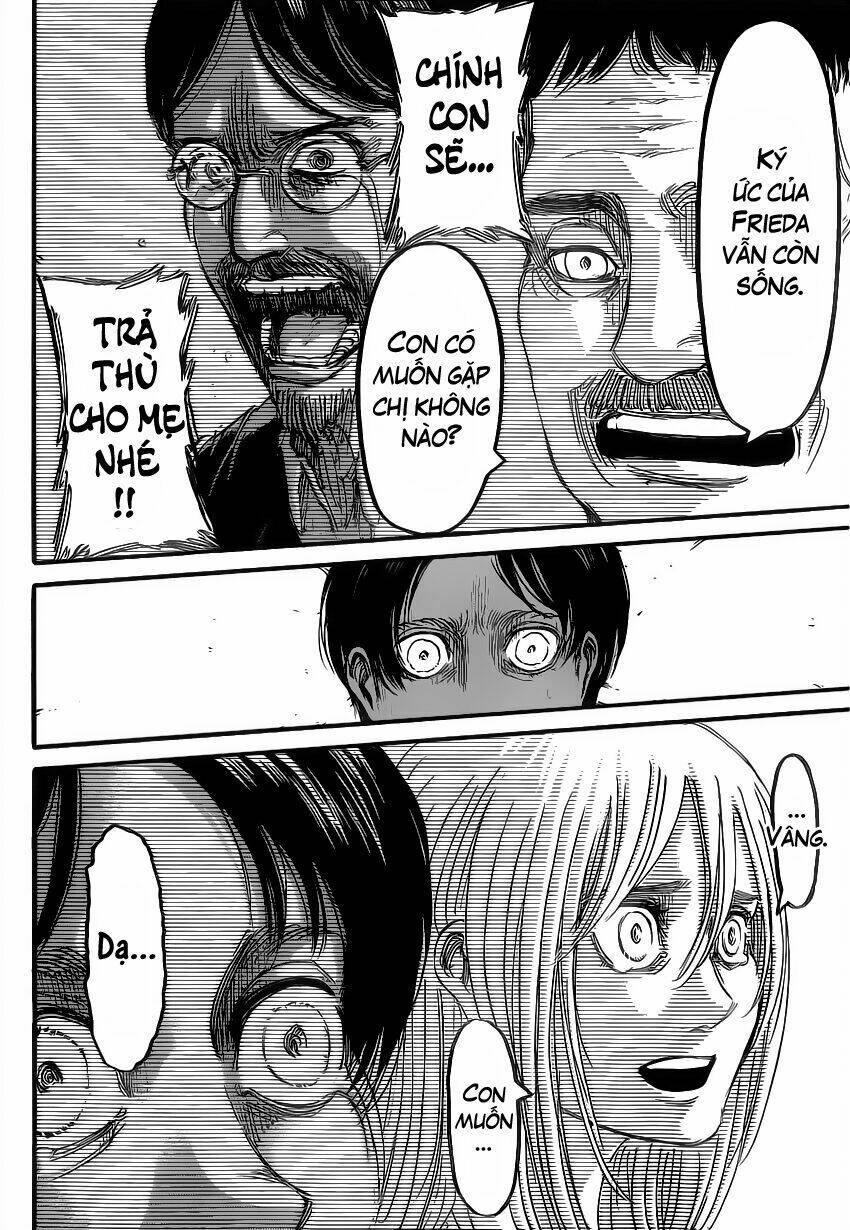 Ký
ức của
Frieda
vẫn còn
sống.
Chính
con
sẽ...
Con có
muốn gặp
chị không
nào?
Trả
thù
cho mẹ
nhé
!!
...
Vâng.
Dạ...
Con
muốn
...